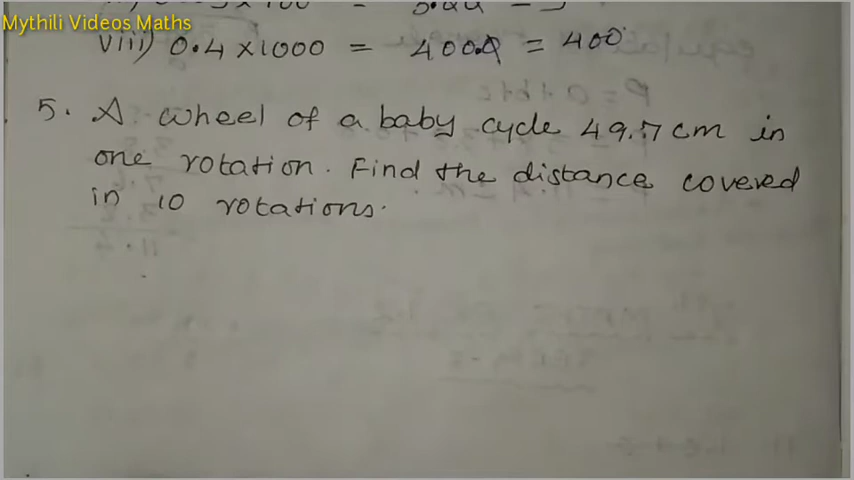 Mythili Videos Maths
viii) 0.4 x 1000 = 400.0 = 400
5. A wheel of a baby cycle 49.7 cm in
one rotation. Find the distance covered
in 10 rotations.